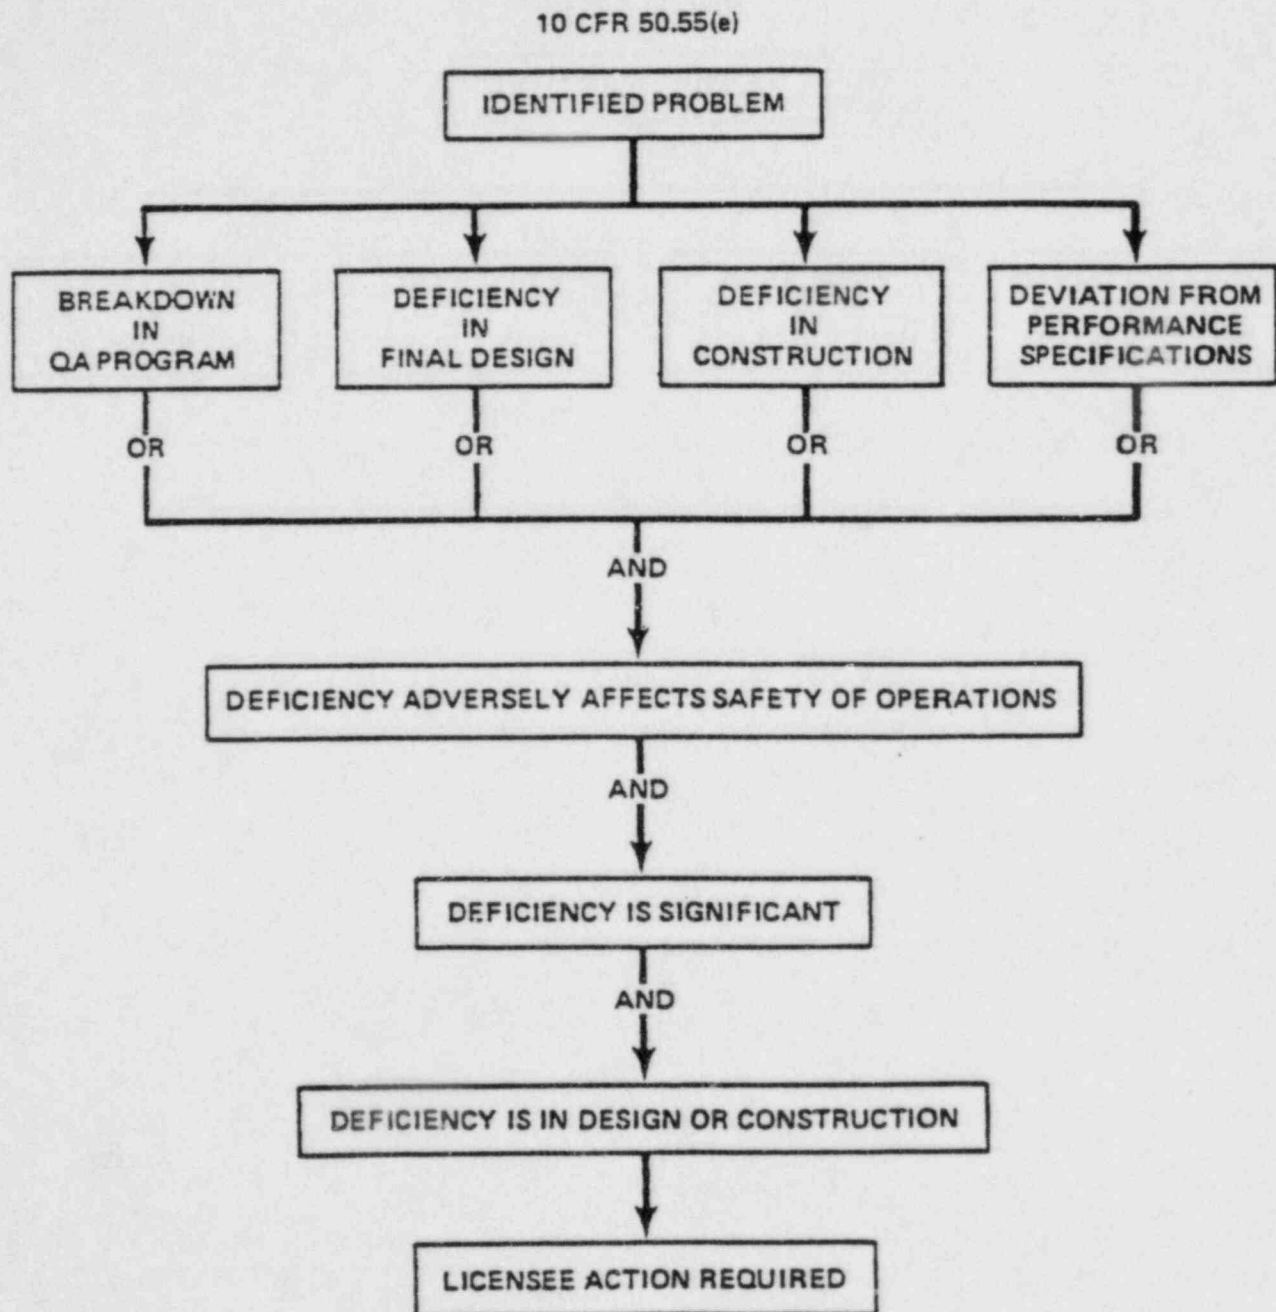 10 CFR 50.55(e)
IDENTIFIED PROBLEM
BREAKDOWN
IN
QA PROGRAM
DEFICIENCY
IN
FINAL DESIGN
DEFICIENCY
IN
CONSTRUCTION
DEVIATION FROM
PERFORMANCE
SPECIFICATIONS
OR
OR
OR
OR
AND
DEFICIENCY ADVERSELY AFFECTS SAFETY OF OPERATIONS
AND
DEFICIENCY IS SIGNIFICANT
AND
DEFICIENCY IS IN DESIGN OR CONSTRUCTION
LICENSEE ACTION REQUIRED